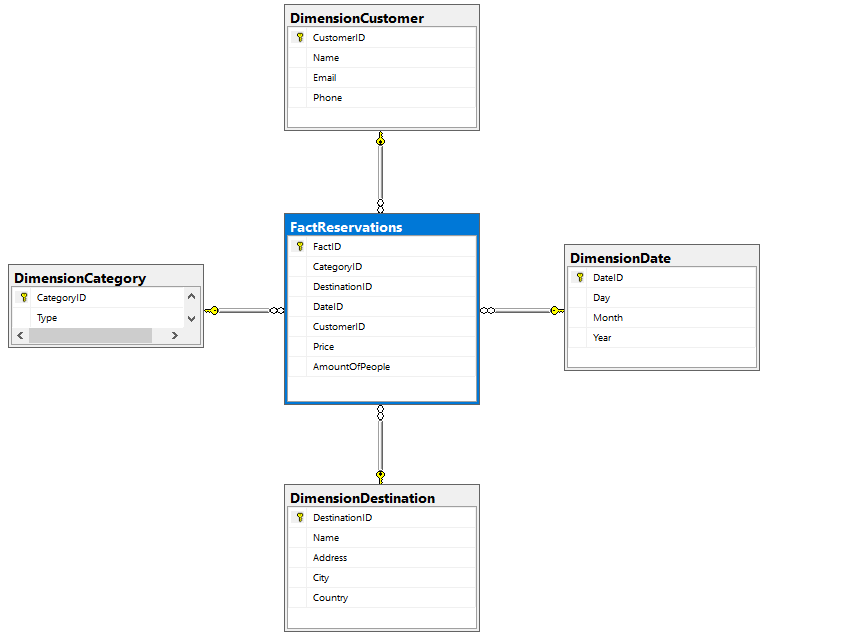 DimensionCustomer
CustomerID
Name
Email
Phone
FactReservations
FactID
CategoryID
DestinationID
DateID
CustomerID
Price
AmountOfPeople
DimensionCategory
CategoryID
Type
DimensionDate
DateID
Day
Month
Year
DimensionDestination
DestinationID
Name
Address
City
Country